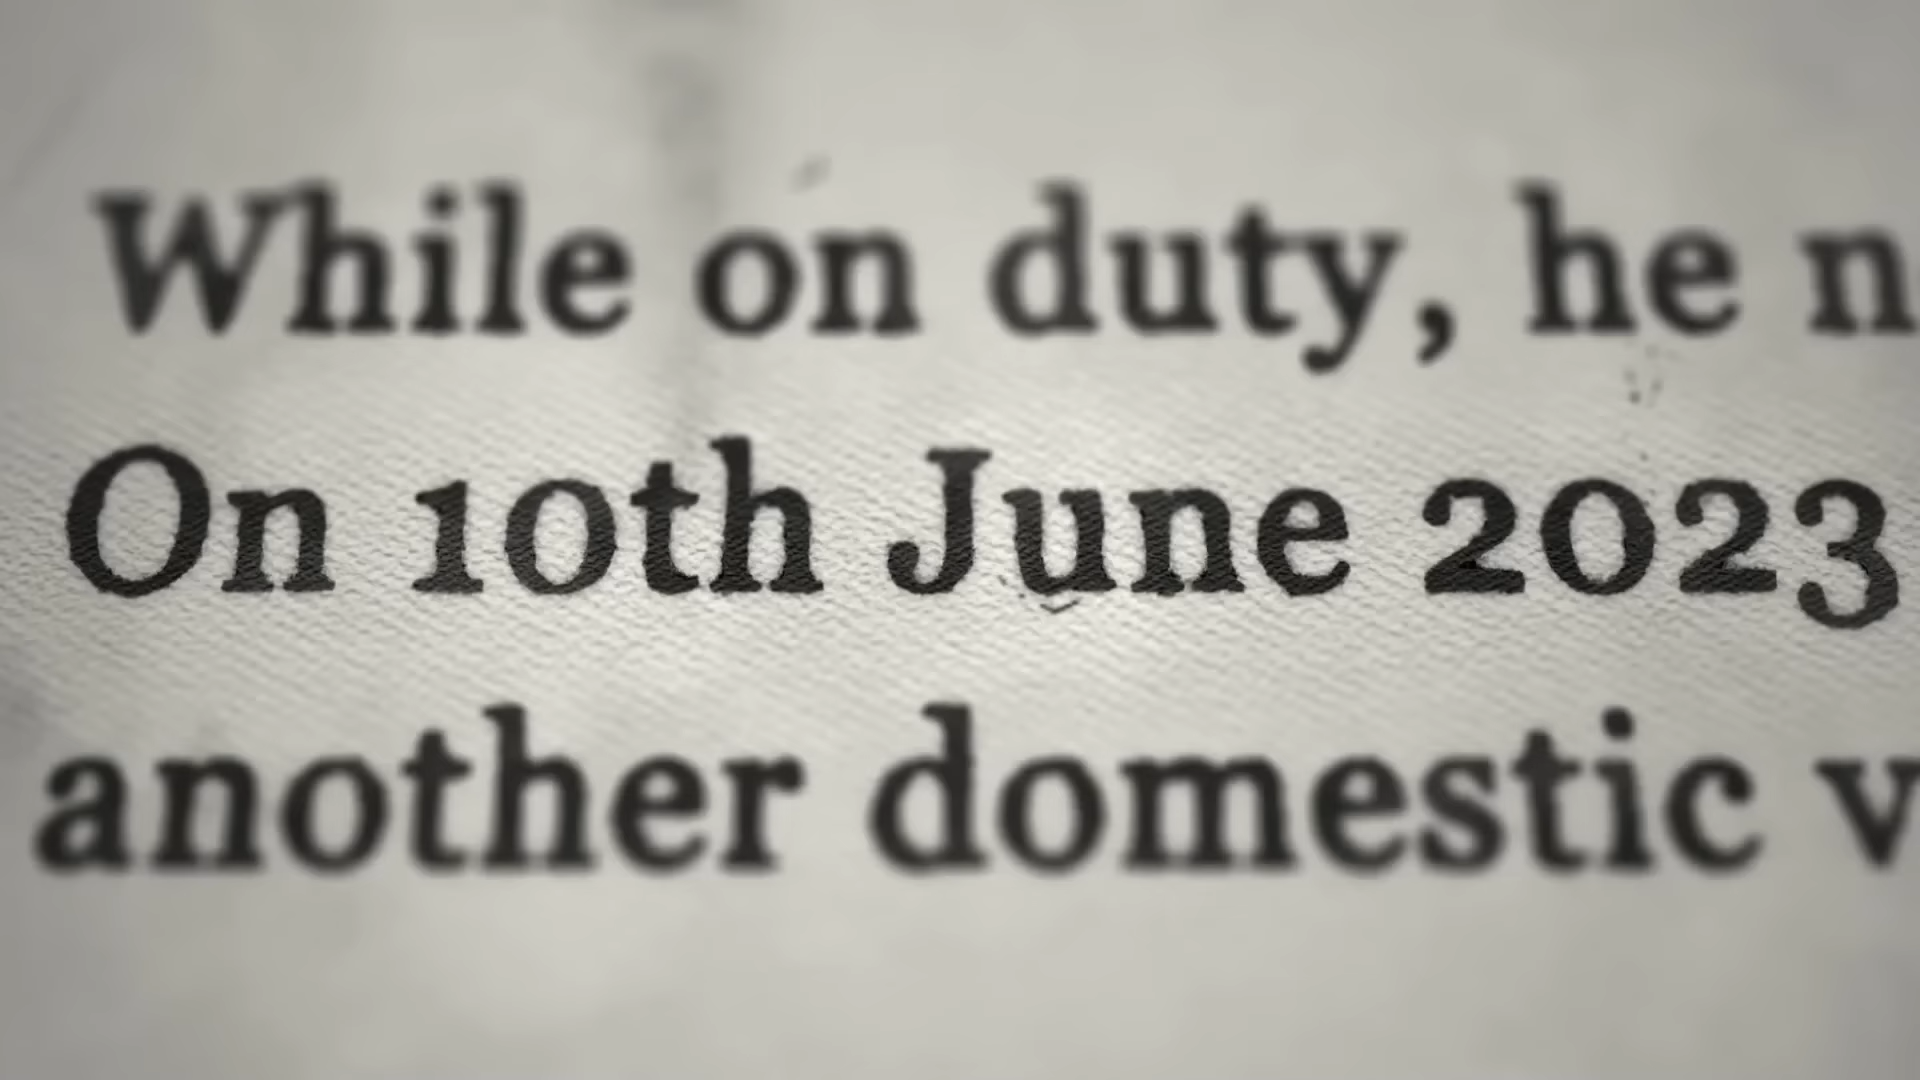 While on duty, he
On 10th June 2023
another domestic